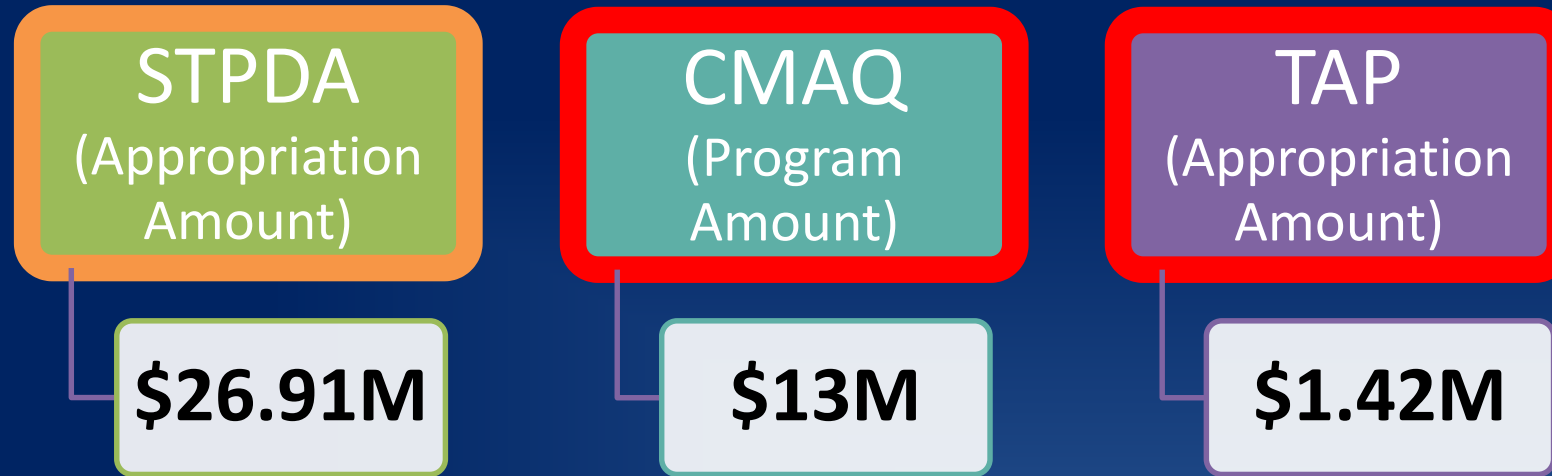 STPDA
(Appropriation
Amount)
$26.91M
CMAQ
(Program
Amount)
$13M
TAP
(Appropriation
Amount)
$1.42M